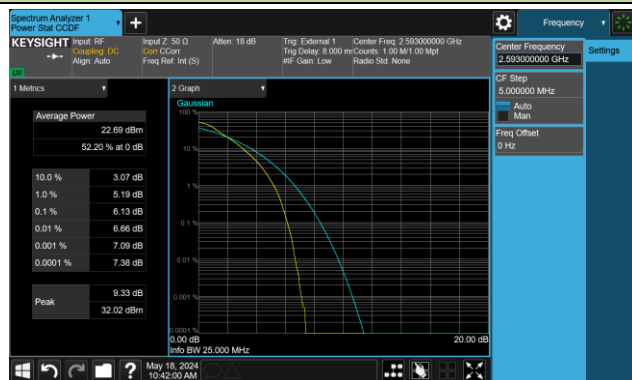 Spectrum Analyzer 1
Power Stat CCDF
Frequency
KEYSIGHT
Input: RF
Coupling: DC
Align: Auto
Input Z: 50 Ω
Corr CCorr
Freq Ref: Int (S)
Atten: 18 dB
Trig: External 1
Trig Delay: 8.000 m
#IF Gain: Low
Center Freq: 2.593000000 GHz
Counts: 1.00 M/1.00 Mpt
Radio Std: None
Center Frequency
2.593000000 GHz
Settings
CF Step
5.000000 MHz
Auto
Man
Freq Offset
0 Hz
1 Metrics
Average Power
22.69 dBm
52.20 % at 0 dB
10.0 % 3.07 dB
1.0 % 5.19 dB
0.1 % 6.13 dB
0.01 % 6.66 dB
0.001 % 7.09 dB
0.0001 % 7.38 dB
Peak
9.33 dB
32.02 dBm
2 Graph
Gaussian
100 %
10 %
1 %
0.1 %
0.01 %
0.001 %
0.0001 %
0.00 dB 20.00 dB
Info BW 25.000 MHz
May 18, 2024
10:42:00 AM